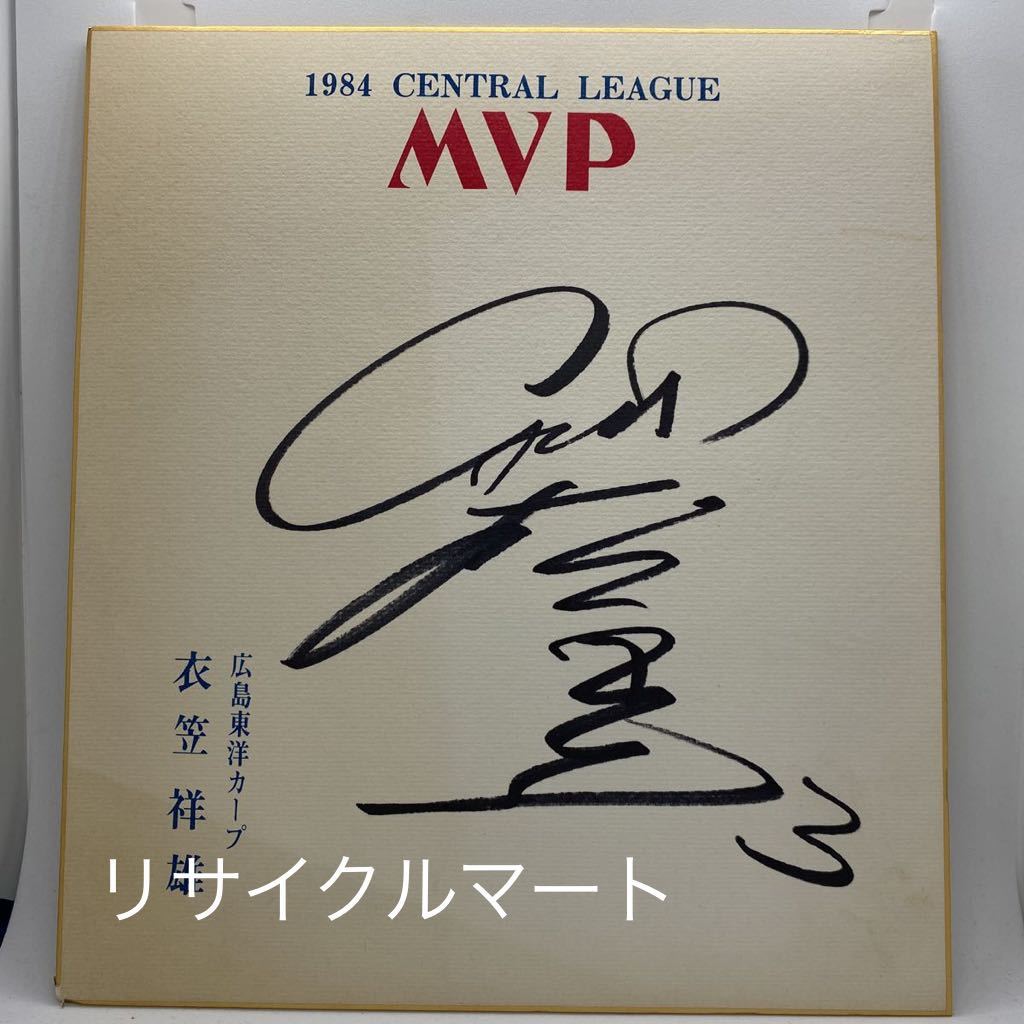 1984 CENTRAL LEAGUE
MVP
広島東洋カープ
衣笠祥雄
3
リサイクルマート